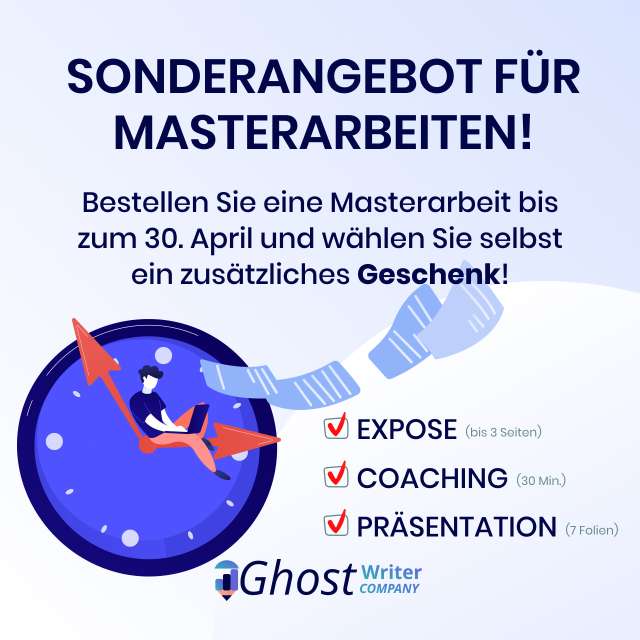 SONDERANGEBOT FÜR
MASTERARBEITEN!
Bestellen Sie eine Masterarbeit bis
zum 30. April und wählen Sie selbst
ein zusätzliches Geschenk!
EXPOSE (bis 3 Seiten)
COACHING (30 Min.)
PRÄSENTATION (7 Folien)
Ghost Writer
COMPANY